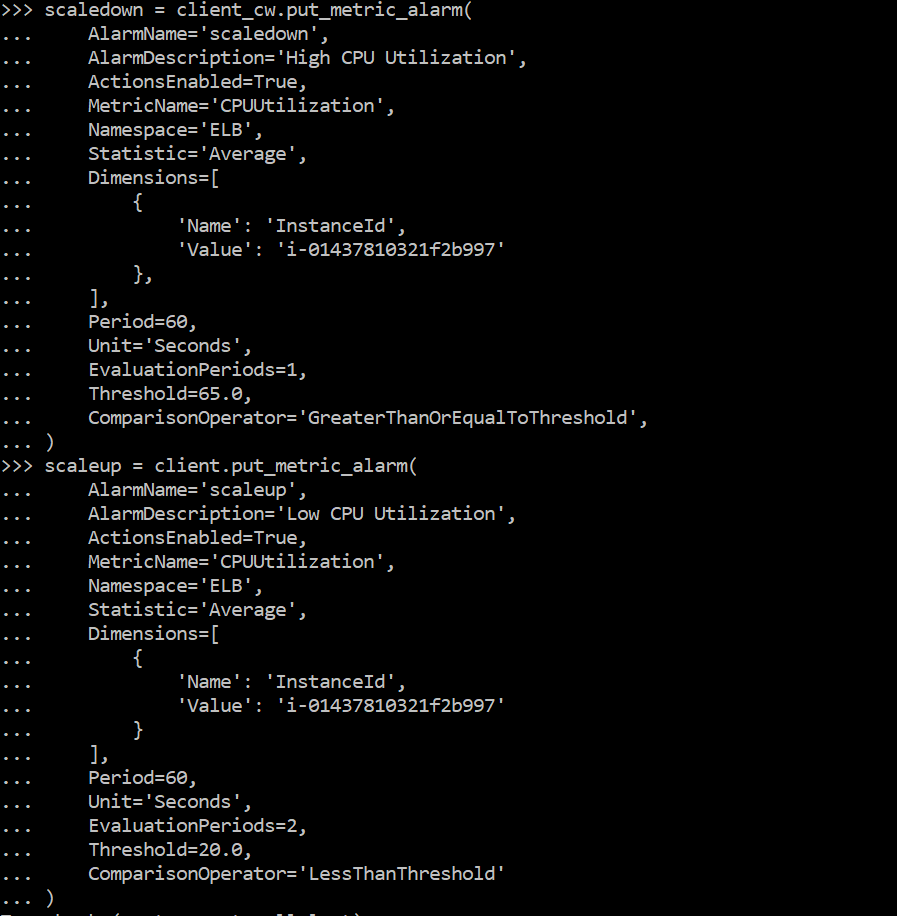 >>> scaledown = client_cw.put_metric_alarm(
...     AlarmName='scaledown',
...     AlarmDescription='High CPU Utilization',
...     ActionsEnabled=True,
...     MetricName='CPUUtilization',
...     Namespace='ELB',
...     Statistic='Average',
...     Dimensions=[
...         {
...             'Name': 'InstanceId',
...             'Value': 'i-01437810321f2b997'
...         },
...     ],
...     Period=60,
...     Unit='Seconds',
...     EvaluationPeriods=1,
...     Threshold=65.0,
...     ComparisonOperator='GreaterThanOrEqualToThreshold',
... )
>>> scaleup = client.put_metric_alarm(
...     AlarmName='scaleup',
...     AlarmDescription='Low CPU Utilization',
...     ActionsEnabled=True,
...     MetricName='CPUUtilization',
...     Namespace='ELB',
...     Statistic='Average',
...     Dimensions=[
...         {
...             'Name': 'InstanceId',
...             'Value': 'i-01437810321f2b997'
...         }
...     ],
...     Period=60,
...     Unit='Seconds',
...     EvaluationPeriods=2,
...     Threshold=20.0,
...     ComparisonOperator='LessThanThreshold'
... )